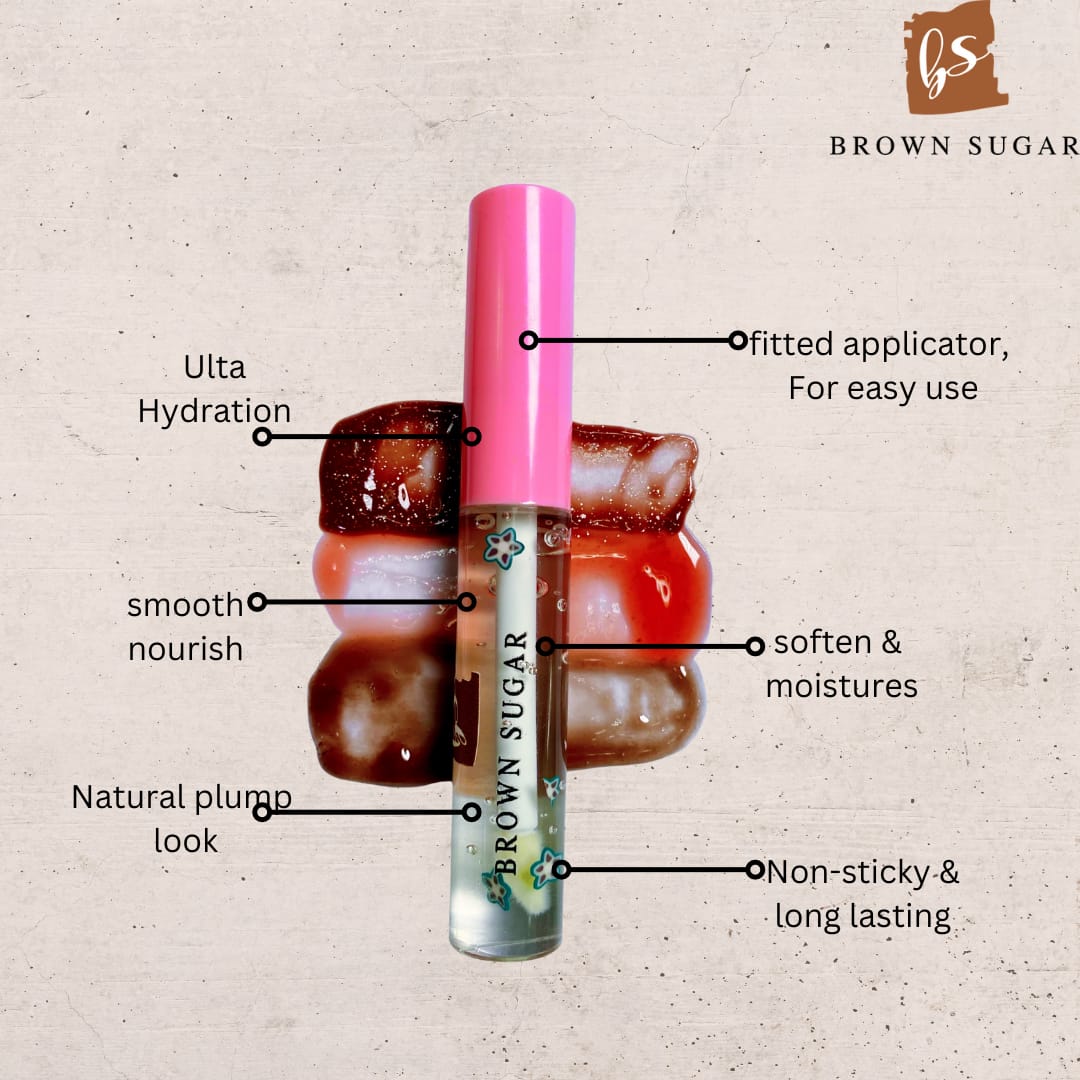 bs
BROWN SUGAR
fitted applicator,
For easy use
Ulta
Hydration
smooth
nourish
soften &
moistures
BROWN SUGAR
Natural plump
look
Non-sticky &
long lasting